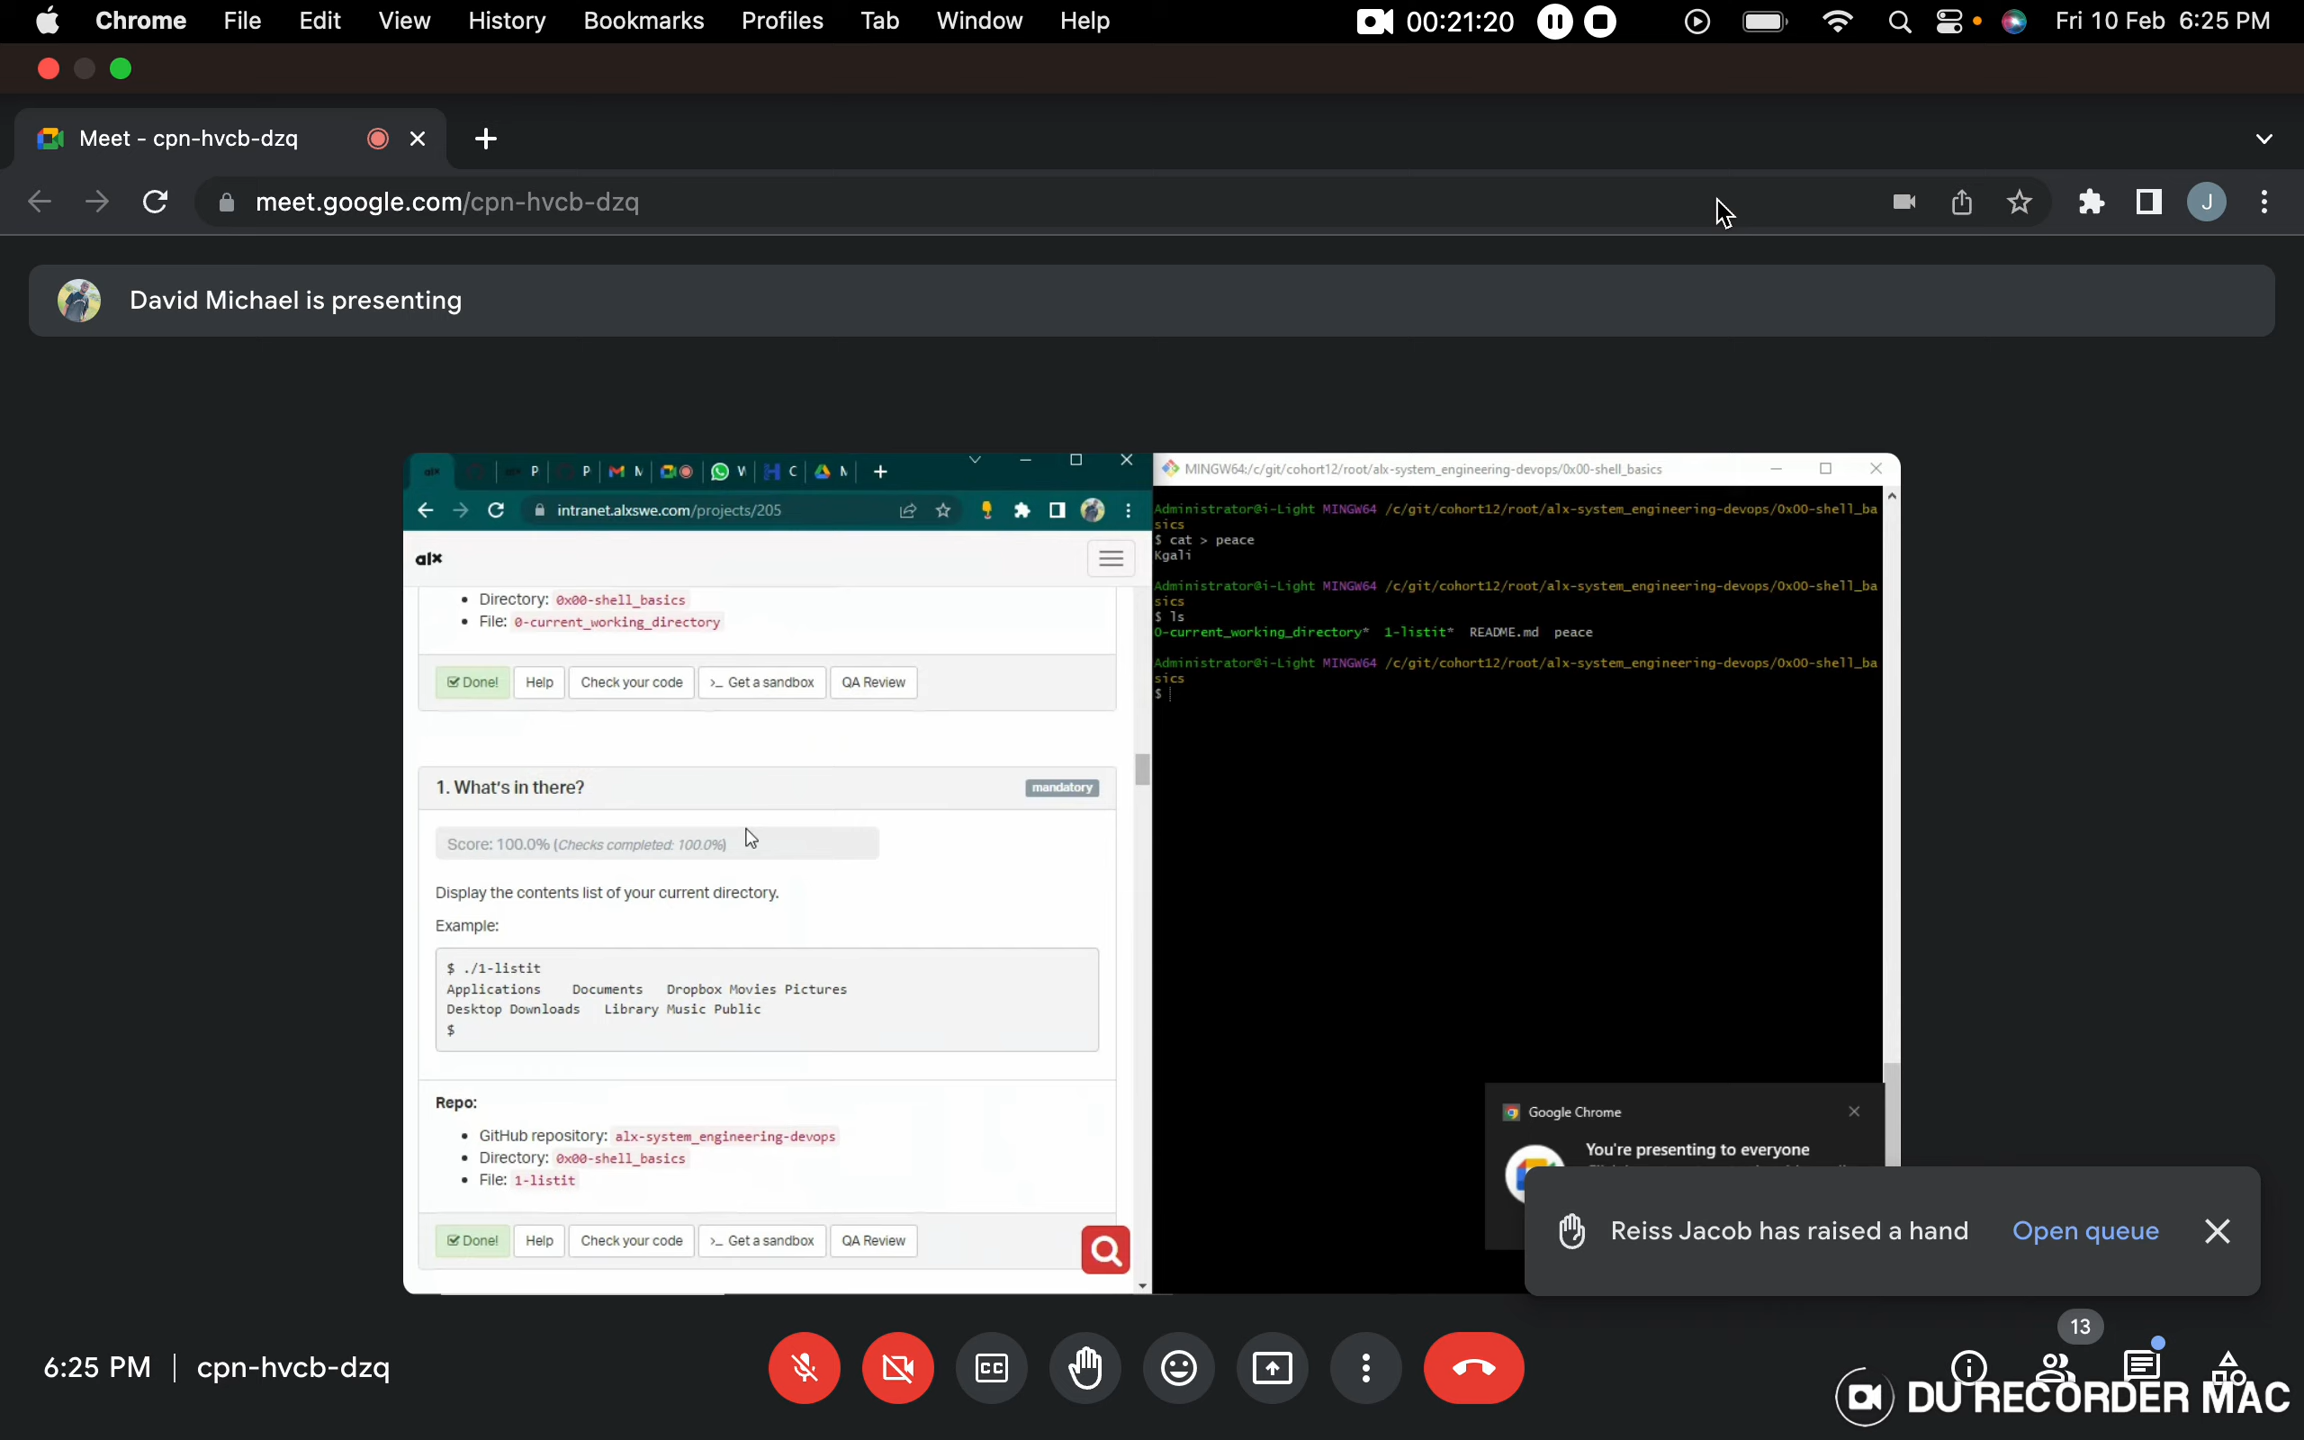 Chrome File Edit View History Bookmarks Profiles Tab Window Help 00:21:20 Fri 10 Feb 6:25 PM
Meet - cpn-hvcb-dzq
meet.google.com/cpn-hvcb-dzq J
David Michael is presenting
alx P P
MINGW64:/c/git/cohort12/root/alx-system_engineering-devops/0x00-shell_basics
intranet.alxswe.com/projects/205
alx
Directory: 0x00-shell_basics
File: 0-current_working_directory
Done! Help Check your code >_ Get a sandbox QA Review
1. What's in there? mandatory
Score: 100.0% (Checks completed: 100.0%)
Display the contents list of your current directory.
Example:
$ ./1-listit
Applications Documents Dropbox Movies Pictures
Desktop Downloads Library Music Public
$
Repo:
GitHub repository: alx-system_engineering-devops
Directory: 0x00-shell_basics
File: 1-listit
Done! Help Check your code >_ Get a sandbox QA Review
Administrator@i-Light MINGW64 /c/git/cohort12/root/alx-system_engineering-devops/0x00-shell_ba
sics
$ cat > peace
Kgali
Administrator@i-Light MINGW64 /c/git/cohort12/root/alx-system_engineering-devops/0x00-shell_ba
sics
$ ls
0-current_working_directory* 1-listit* README.md peace
Administrator@i-Light MINGW64 /c/git/cohort12/root/alx-system_engineering-devops/0x00-shell_ba
sics
$
Google Chrome
You're presenting to everyone
Reiss Jacob has raised a hand Open queue
13
6:25 PM | cpn-hvcb-dzq
CC
DU RECORDER MAC